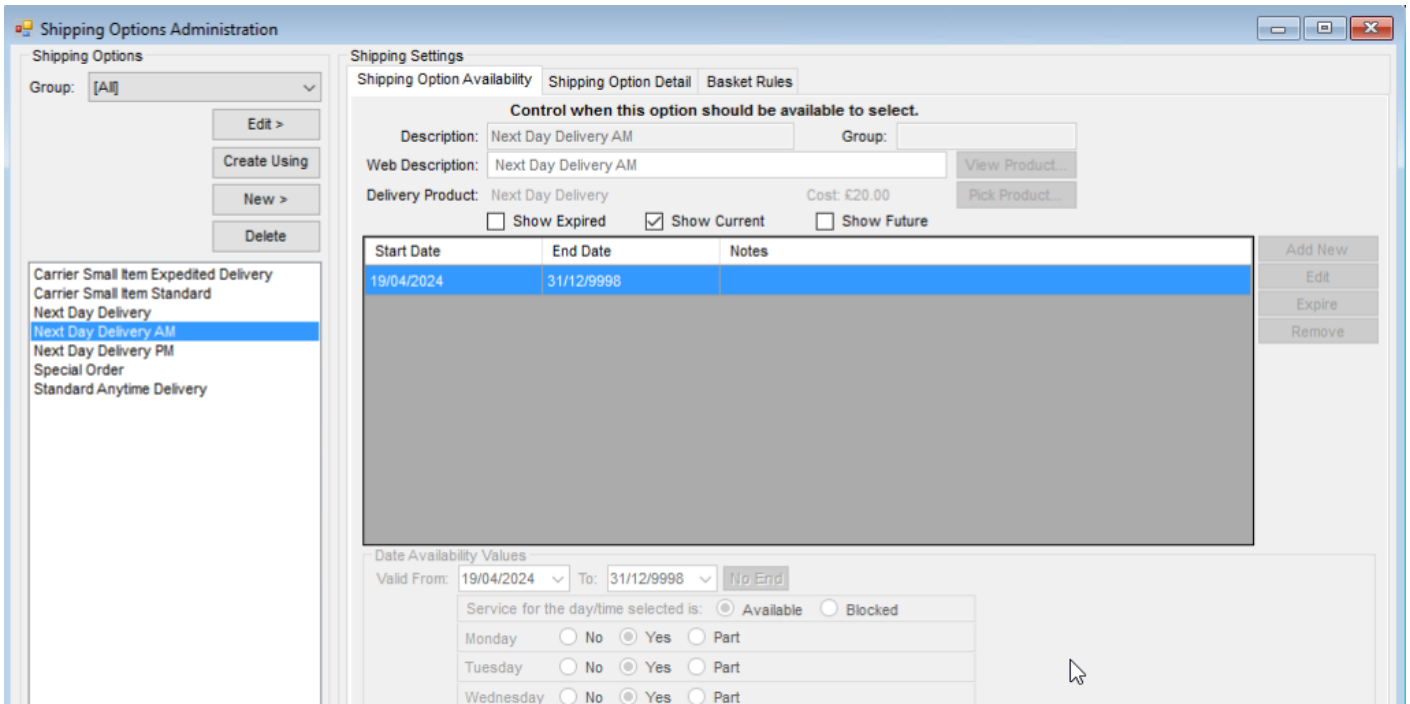 Shipping Options Administration
Shipping Options
Group: [All]
Edit >
Create Using
New >
Delete
Carrier Small Item Expedited Delivery
Carrier Small Item Standard
Next Day Delivery
Next Day Delivery AM
Next Day Delivery PM
Special Order
Standard Anytime Delivery
Shipping Settings
Shipping Option Availability Shipping Option Detail Basket Rules
Control when this option should be available to select.
Description: Next Day Delivery AM Group:
Web Description: Next Day Delivery AM View Product...
Delivery Product: Next Day Delivery Cost: £20.00 Pick Product...
Show Expired Show Current Show Future
Start Date End Date Notes
19/04/2024 31/12/9998
Add New
Edit
Expire
Remove
Date Availability Values
Valid From: 19/04/2024 To: 31/12/9998 No End
Service for the day/time selected is: Available Blocked
Monday No Yes Part
Tuesday No Yes Part
Wednesday No Yes Part